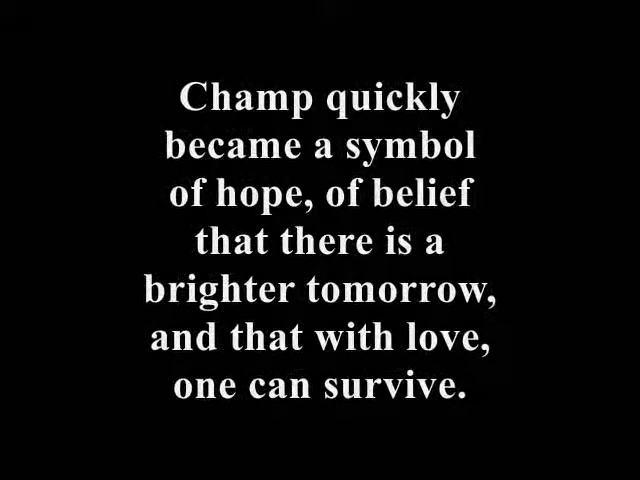 Champ quickly
became a symbol
of hope, of belief
that there is a
brighter tomorrow,
and that with love,
one can survive.